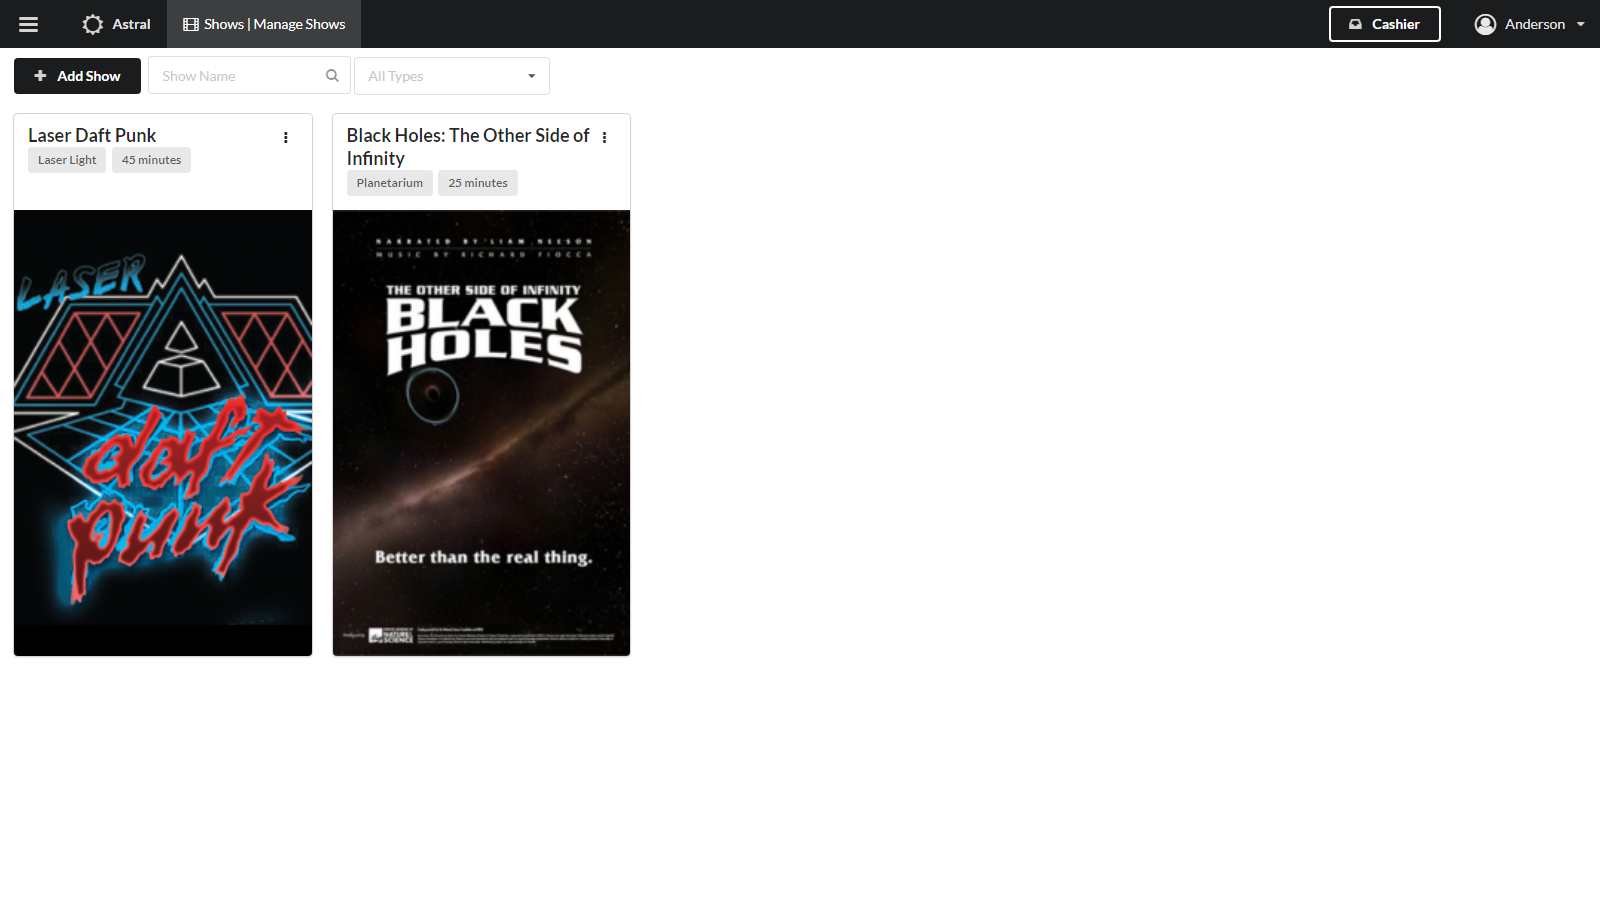 Astral
Shows | Manage Shows
Cashier
Anderson
Add Show
Show Name
All Types
Laser Daft Punk
Laser Light
45 minutes
LASER
daft
punk
Black Holes: The Other Side of
Infinity
Planetarium
25 minutes
NARRATED BY LIAM NEESON
MUSIC BY RICHARD FIOCCA
THE OTHER SIDE OF INFINITY
BLACK
HOLES
Better than the real thing.
NATURE &
SCIENCE